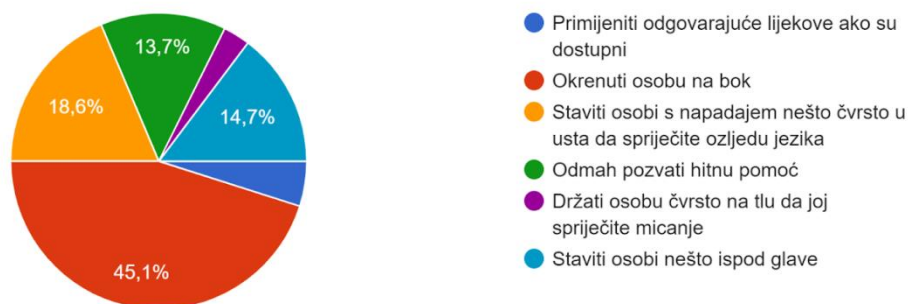 13,7%
18,6%
14,7%
45,1%
Primijeniti odgovarajuće lijekove ako su
dostupni
Okrenuti osobu na bok
Staviti osobi s napadajem nešto čvrsto u
usta da spriječite ozljedu jezika
Odmah pozvati hitnu pomoć
Držati osobu čvrsto na tlu da joj
spriječite micanje
Staviti osobi nešto ispod glave